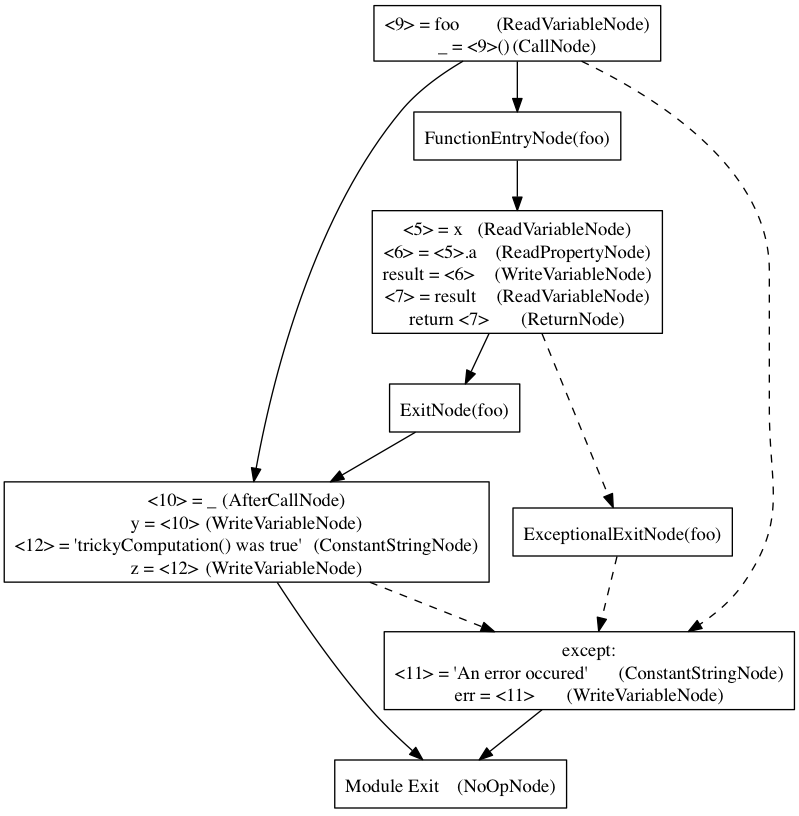 <9> = foo (ReadVariableNode)
_ = <9>() (CallNode)
FunctionEntryNode(foo)
<5> = x (ReadVariableNode)
<6> = <5>.a (ReadPropertyNode)
result = <6> (WriteVariableNode)
<7> = result (ReadVariableNode)
return <7> (ReturnNode)
ExitNode(foo)
<10> = _ (AfterCallNode)
y = <10> (WriteVariableNode)
<12> = 'trickyComputation() was true' (ConstantStringNode)
z = <12> (WriteVariableNode)
ExceptionalExitNode(foo)
except:
<11> = 'An error occured' (ConstantStringNode)
err = <11> (WriteVariableNode)
Module Exit (NoOpNode)